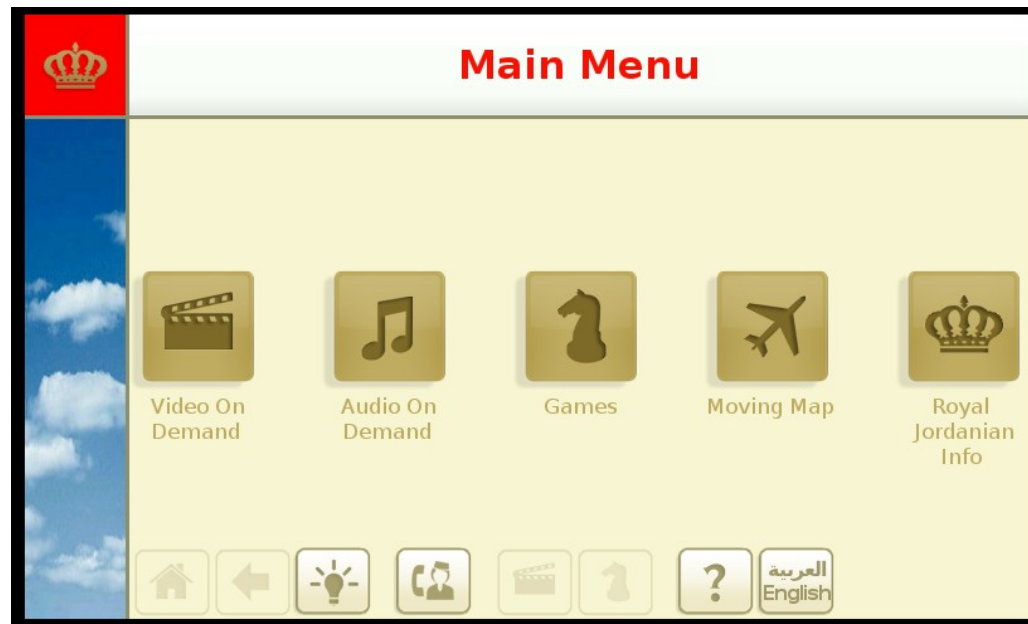 Main Menu
Video On
Demand
Audio On
Demand
Games
Moving Map
Royal
Jordanian
Info
?
العربية
English